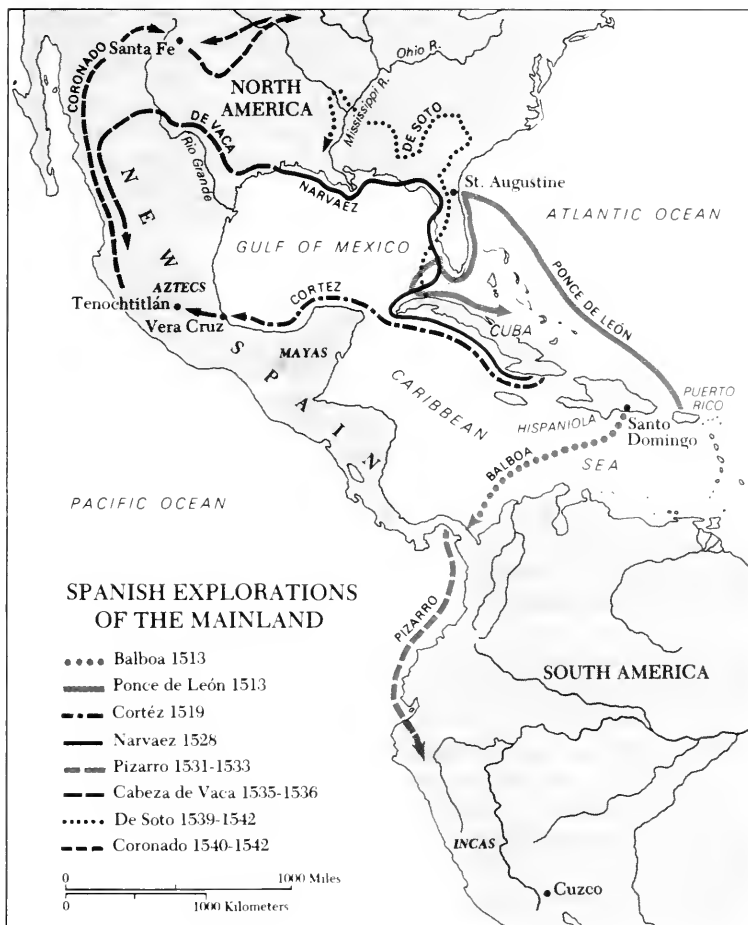 CORONADO
Santa Fe
Ohio R.
NORTH
AMERICA
Mississippi R.
DE VACA
DE SOTO
Rio Grande
St. Augustine
NARVAEZ
ATLANTIC OCEAN
NEW
GULF OF MEXICO
PONCE DE LEÓN
AZTECS
CORTEZ
Tenochtitlán
Vera Cruz
CUBA
SPAIN
MAYAS
CARIBBEAN
PUERTO
RICO
HISPANIOLA
Santo
Domingo
BALBOA
SEA
PACIFIC OCEAN
SPANISH EXPLORATIONS
OF THE MAINLAND
PIZARRO
Balboa 1513
SOUTH AMERICA
Ponce de León 1513
Cortéz 1519
Narvaez 1528
Pizarro 1531-1533
Cabeza de Vaca 1535-1536
De Soto 1539-1542
Coronado 1540-1542
INCAS
0 1000 Miles
0 1000 Kilometers
Cuzco